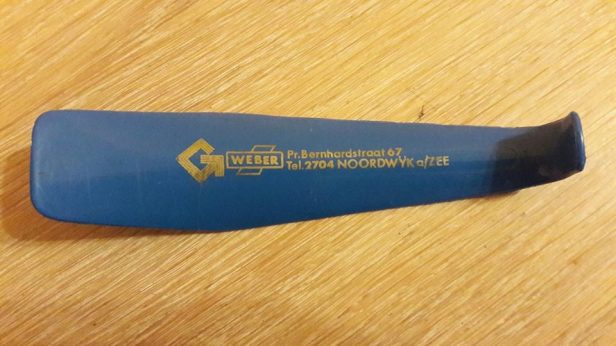 WEBER
Pr.Bernhardstraat 67
Tel.2704 NOORDWYK a/ZEE